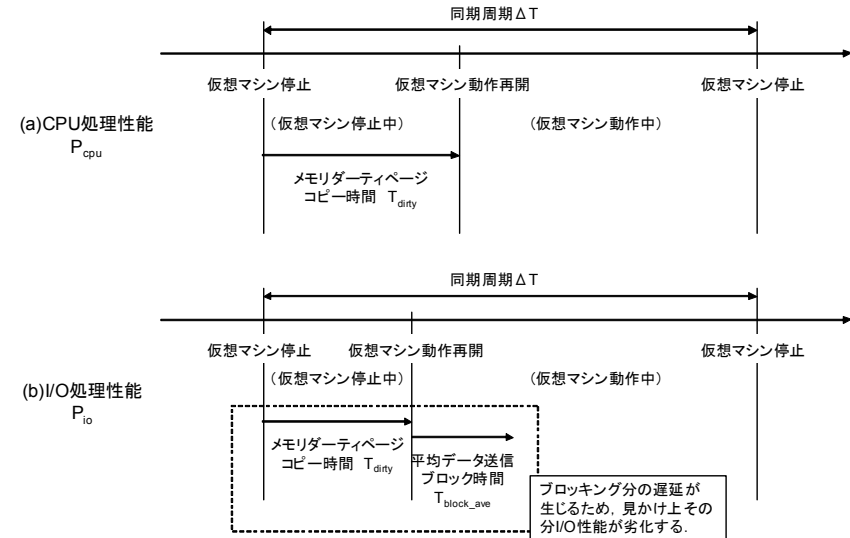 同期周期ΔT
仮想マシン停止 仮想マシン動作再開 仮想マシン停止
(a)CPU処理性能
P_cpu
(仮想マシン停止中) (仮想マシン動作中)
メモリダーティページ
コピー時間 T_dirty
同期周期ΔT
仮想マシン停止 仮想マシン動作再開 仮想マシン停止
(b)I/O処理性能
P_io
(仮想マシン停止中) (仮想マシン動作中)
メモリダーティページ
コピー時間 T_dirty
平均データ送信
ブロック時間
T_block_ave
ブロッキング分の遅延が
生じるため，見かけ上その
分I/O性能が劣化する．